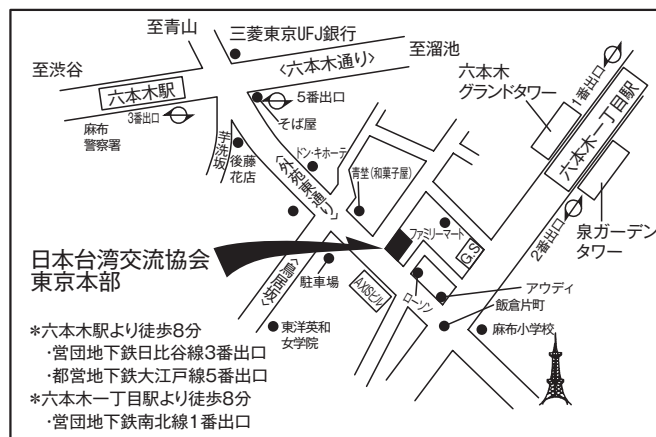 至青山
三菱東京UFJ銀行
至溜池
〈六本木通り〉
至渋谷
六本木駅
3番出口
麻布
警察署
5番出口
そば屋
芋洗坂
後藤
花店
ドン・キホーテ
〈外苑東通り〉
青埜(和菓子屋)
六本木
グランドタワー
1番出口
六本木一丁目駅
泉ガーデン
タワー
2番出口
ファミリーマート
G.S
日本台湾交流協会
東京本部
〈鳥居坂〉
駐車場
AXISビル
ローソン
アウディ
飯倉片町
麻布小学校
東洋英和
女学院
*六本木駅より徒歩8分
・営団地下鉄日比谷線3番出口
・都営地下鉄大江戸線5番出口
*六本木一丁目駅より徒歩8分
・営団地下鉄南北線1番出口